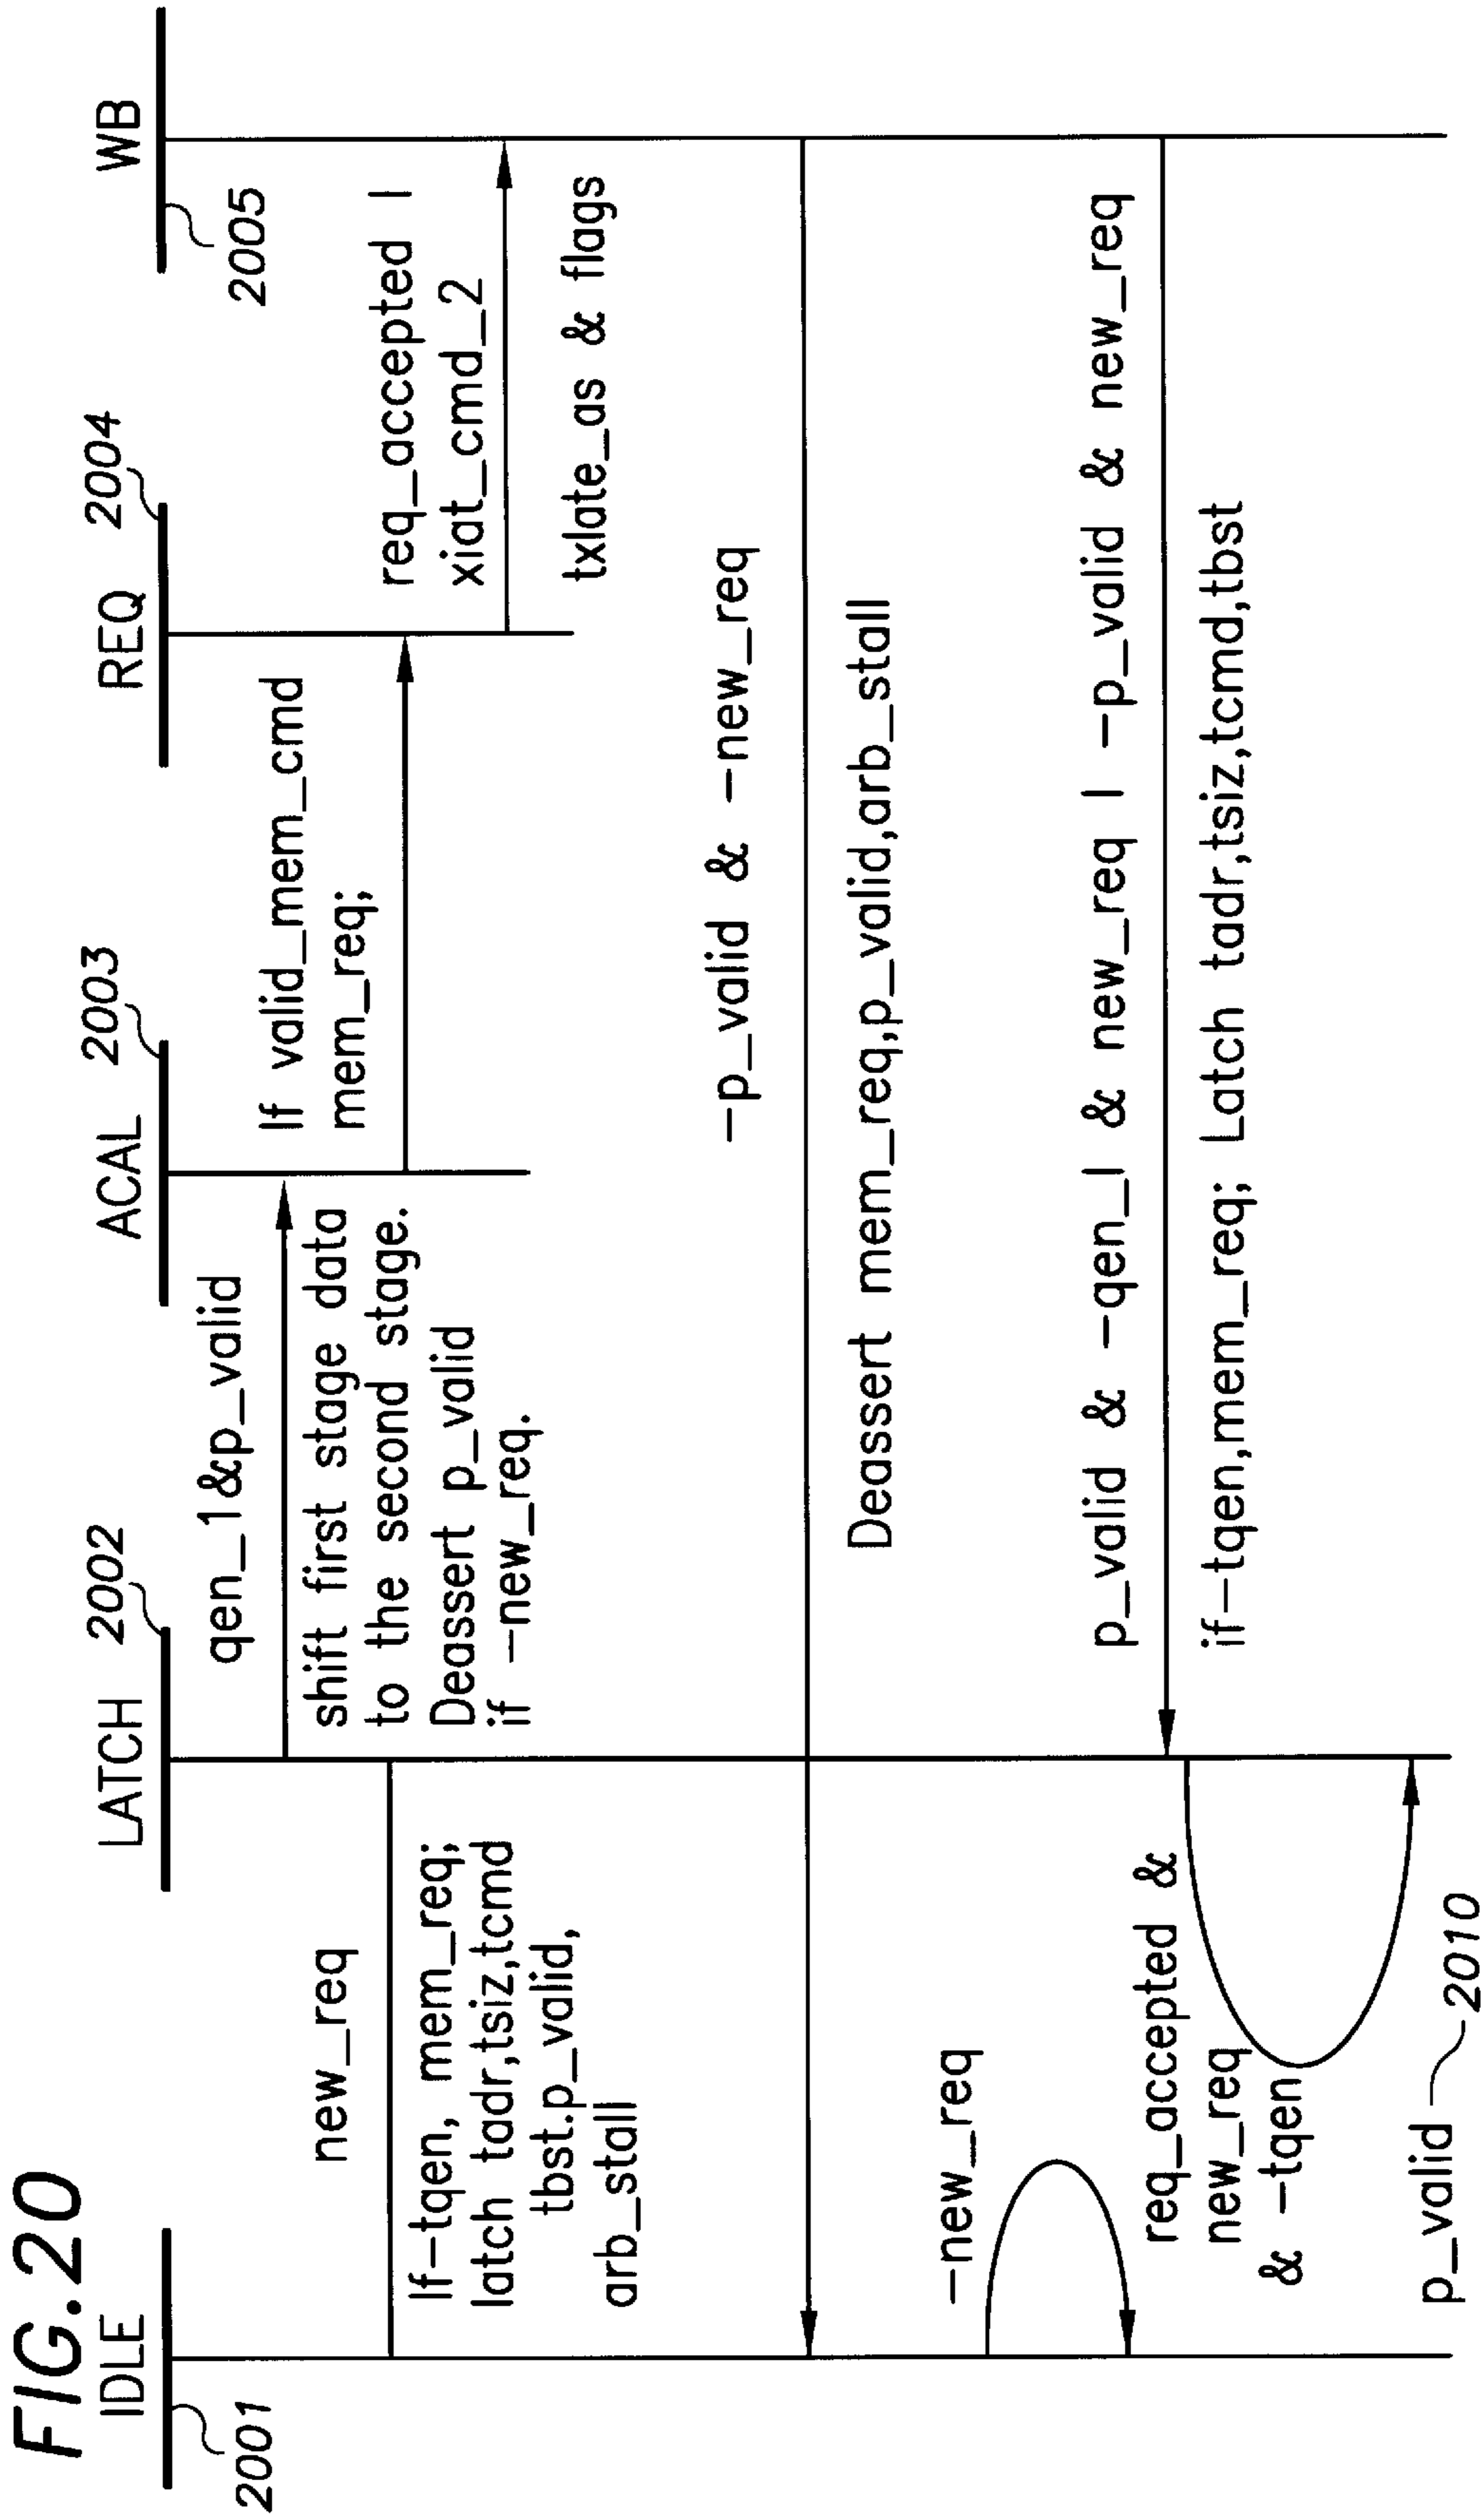 FIG. 20
IDLE
2001
LATCH
2002
ACAL
2003
REQ
2004
WB
2005
new_req
If-tqen, mem_req;
latch tadr,tsiz,tcmd
tbst.p_valid,
arb_stall
qen_1&p_valid
shift first stage data
to the second stage.
Deassert p_valid
if -new_req.
If valid_mem_cmd
mem_req;
req_accepted |
xiat_cmd_2
txlate_as & flags
-p_valid & -new_req
Deassert mem_req;p_valid,arb_stall
-new_req
p_valid & -qen_l & new_req | -p_valid & new_req
if-tqen,mem_req; Latch tadr,tsiz,tcmd,tbst
req_accepted &
new_req
& -tqen
p_valid
2010